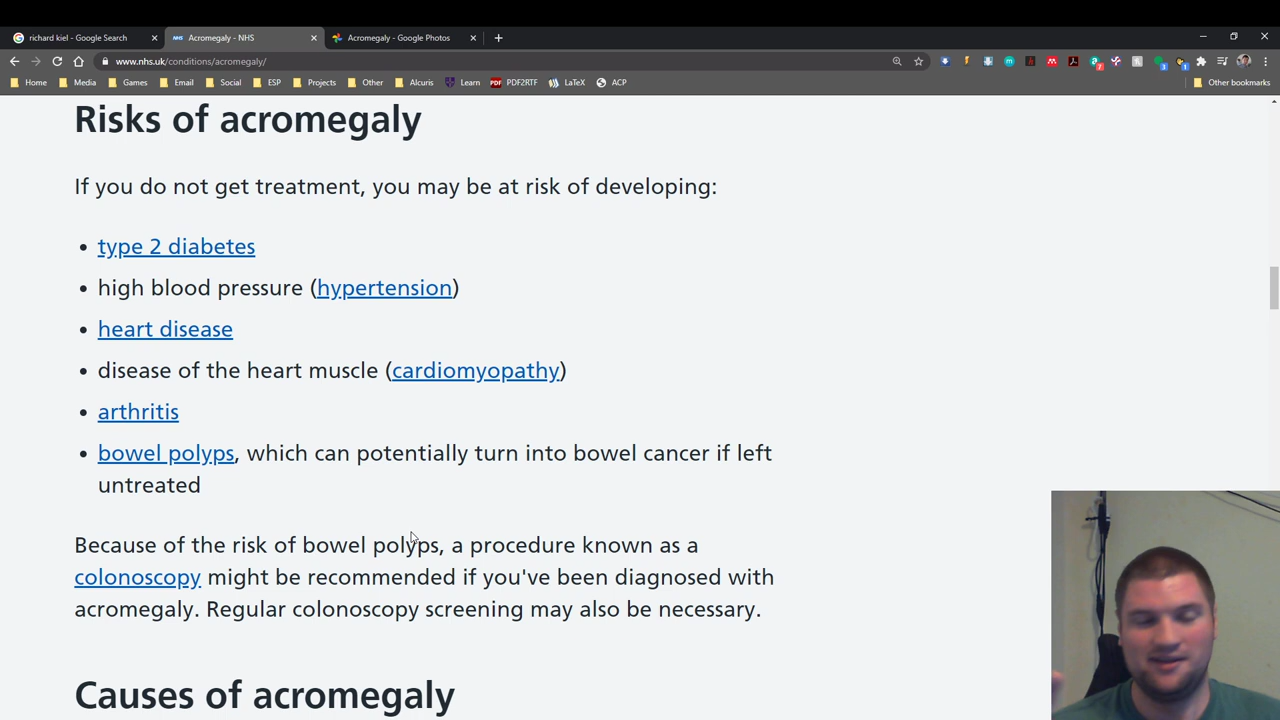 richard kiel - Google Search
NHS Acromegaly - NHS
Acromegaly - Google Photos
www.nhs.uk/conditions/acromegaly/
Home Media Games Email Social ESP Projects Other Alcuris Learn PDF PDF2RTF LaTeX ACP Other bookmarks
Risks of acromegaly
If you do not get treatment, you may be at risk of developing:
• type 2 diabetes
• high blood pressure (hypertension)
• heart disease
• disease of the heart muscle (cardiomyopathy)
• arthritis
• bowel polyps, which can potentially turn into bowel cancer if left
untreated
Because of the risk of bowel polyps, a procedure known as a
colonoscopy might be recommended if you've been diagnosed with
acromegaly. Regular colonoscopy screening may also be necessary.
Causes of acromegaly